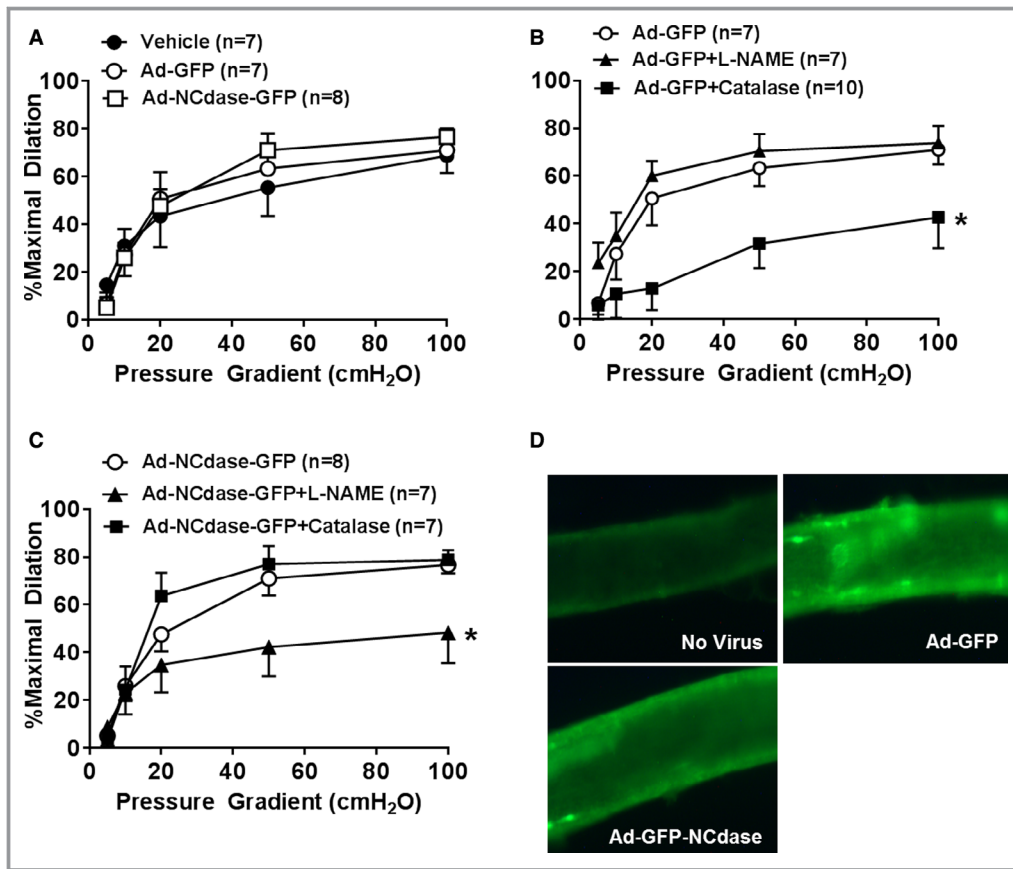 A
Vehicle (n=7)
Ad-GFP (n=7)
Ad-NCdase-GFP (n=8)
%Maximal Dilation
100
80
60
40
20
0
0 20 40 60 80 100
Pressure Gradient (cmH₂O)
B
Ad-GFP (n=7)
Ad-GFP+L-NAME (n=7)
Ad-GFP+Catalase (n=10)
%Maximal Dilation
100
80
60
40
20
0
*
0 20 40 60 80 100
Pressure Gradient (cmH₂O)
C
Ad-NCdase-GFP (n=8)
Ad-NCdase-GFP+L-NAME (n=7)
Ad-NCdase-GFP+Catalase (n=7)
%Maximal Dilation
100
80
60
40
20
0
*
0 20 40 60 80 100
Pressure Gradient (cmH₂O)
D
No Virus
Ad-GFP
Ad-GFP-NCdase